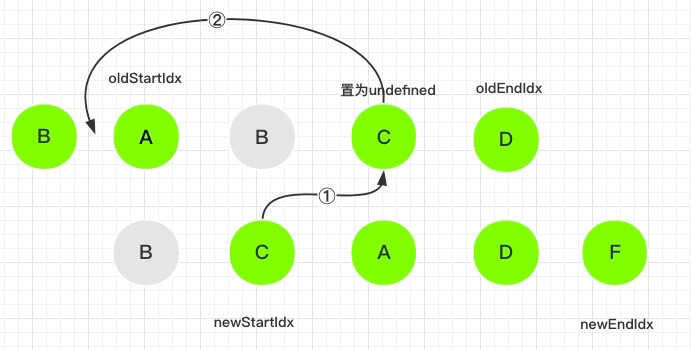 ②
oldStartIdx
置为undefined
oldEndIdx
B A B C D
①
B C A D F
newStartIdx
newEndIdx